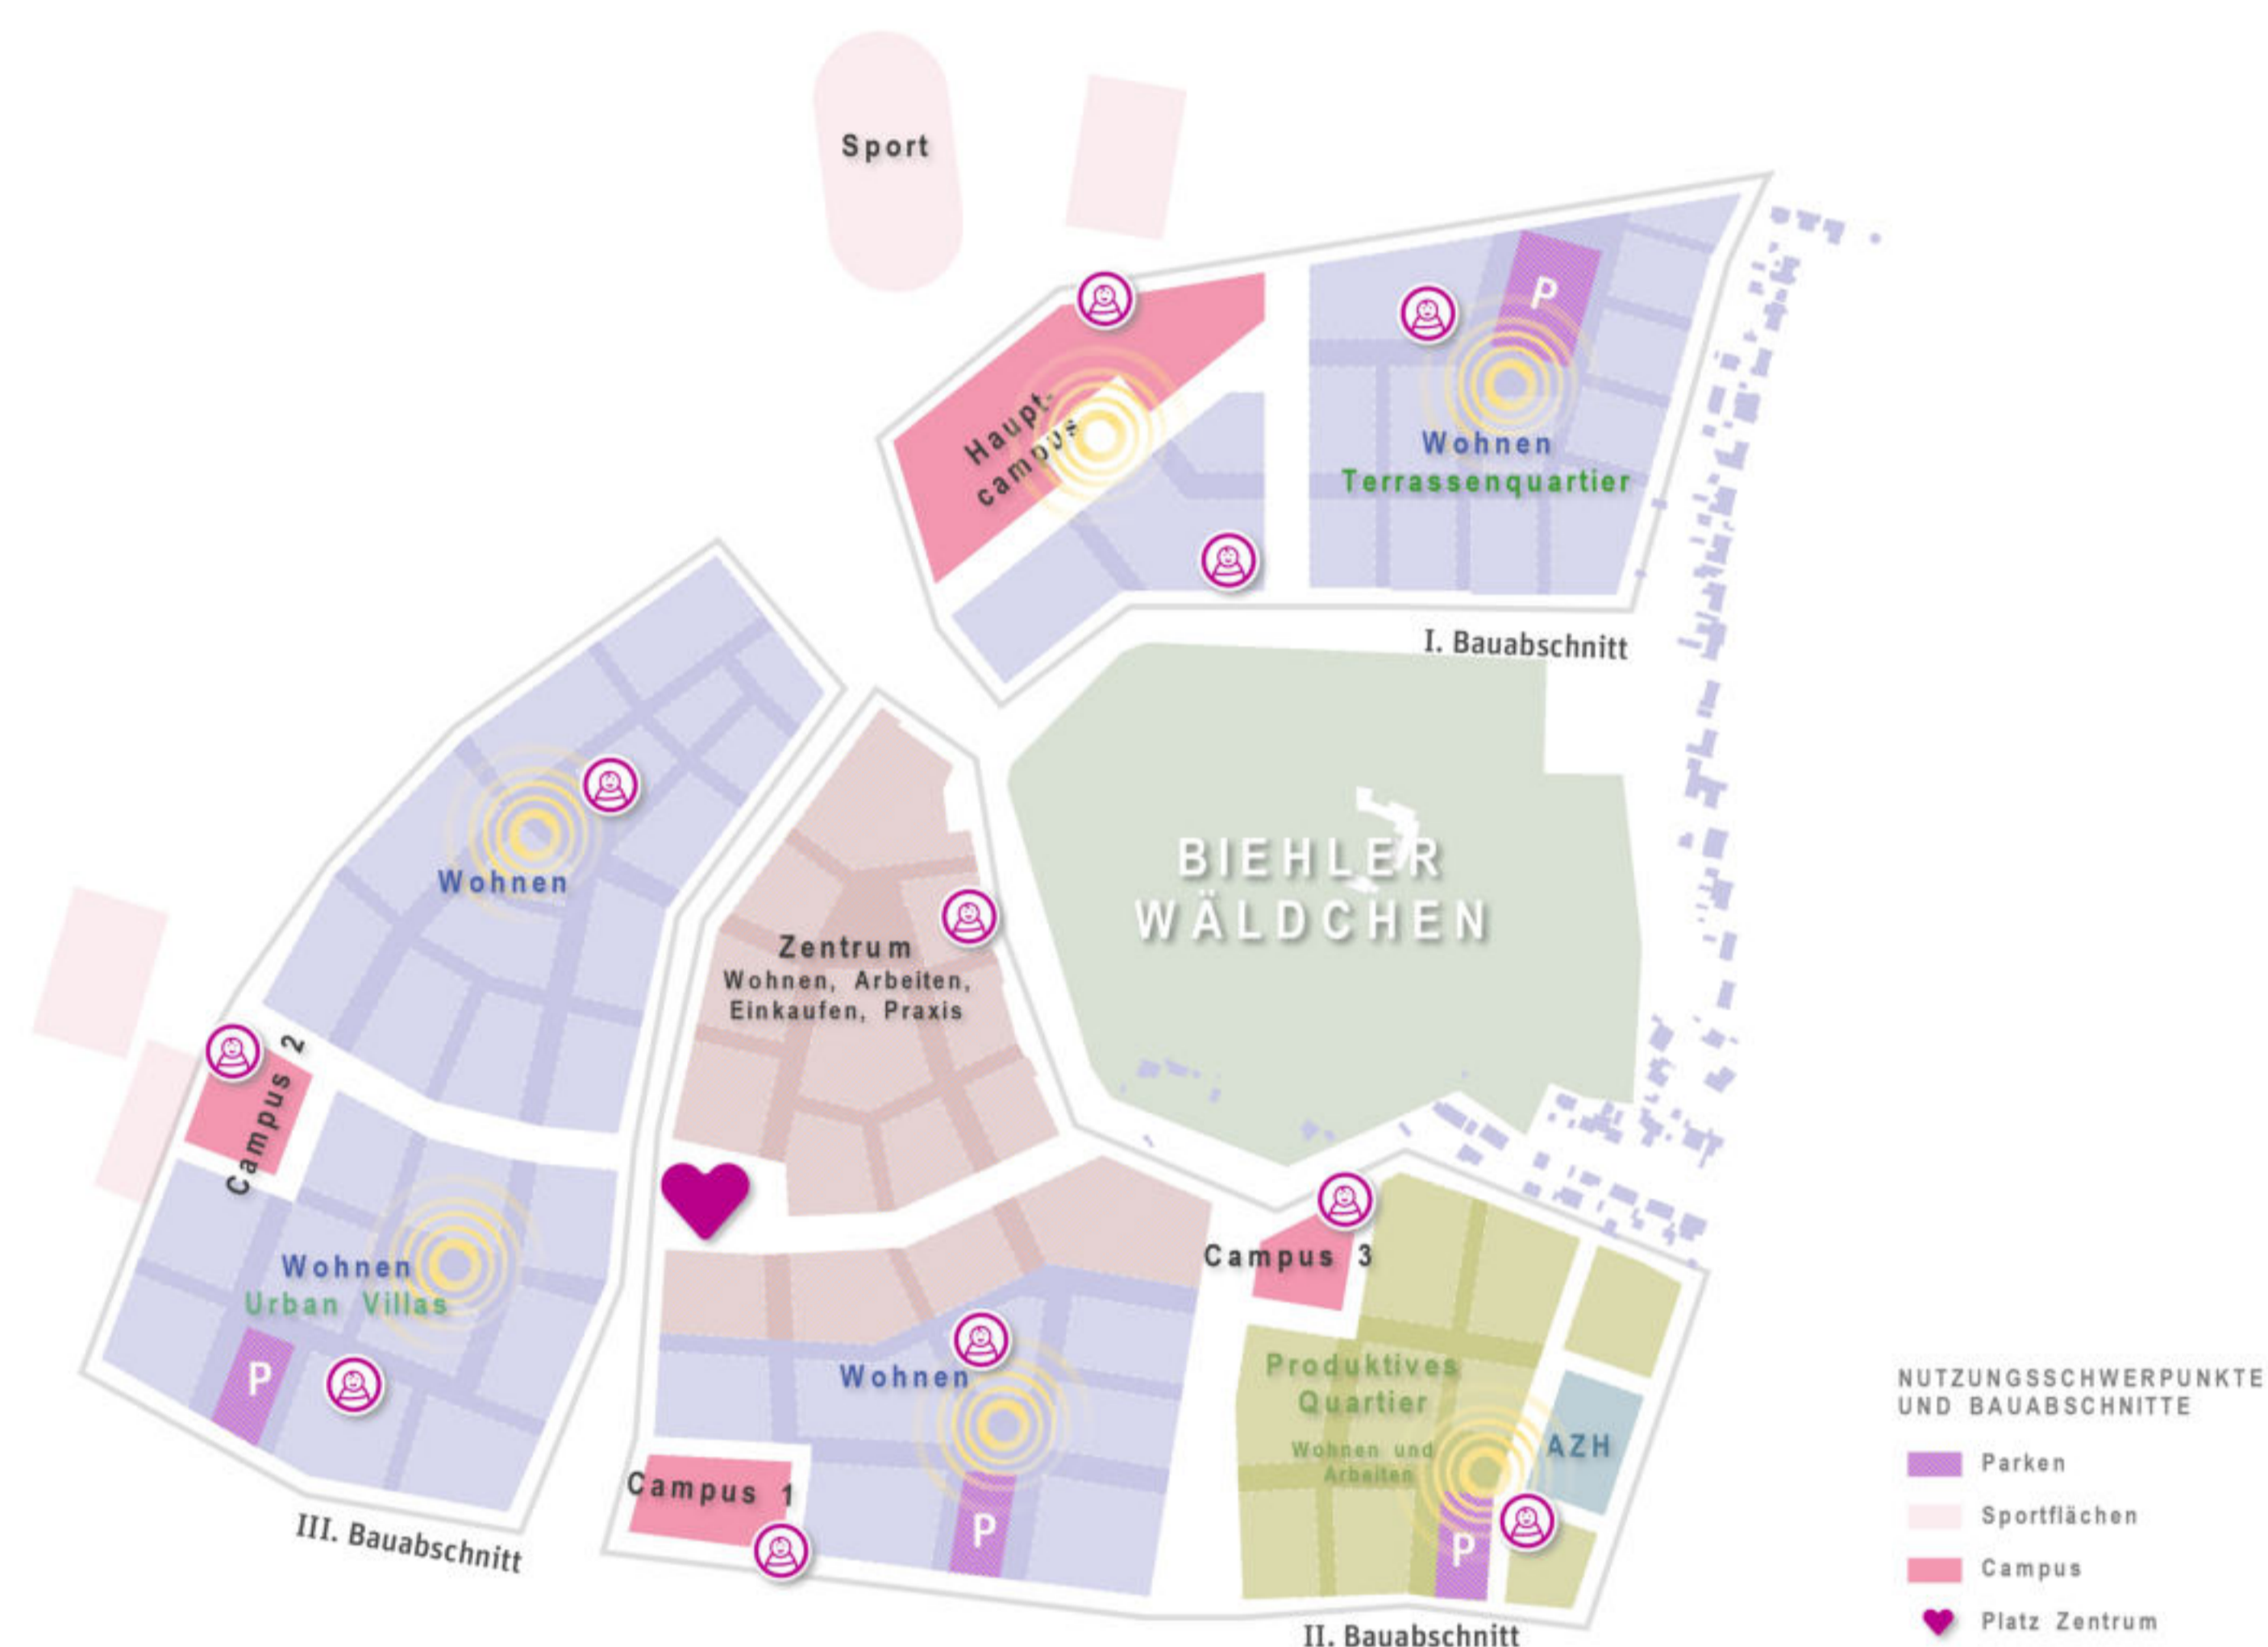 Sport
P
Haupt-
campus
Wohnen
Terrassenquartier
I. Bauabschnitt
BIEHLER
WÄLDCHEN
Wohnen
Zentrum
Wohnen, Arbeiten,
Einkaufen, Praxis
Campus 2
Wohnen
Urban Villas
P
III. Bauabschnitt
Campus 3
Wohnen
Campus 1
P
Produktives
Quartier
Wohnen und
Arbeiten
AZH
P
II. Bauabschnitt
NUTZUNGSSCHWERPUNKTE
UND BAUABSCHNITTE
Parken
Sportflächen
Campus
Platz Zentrum